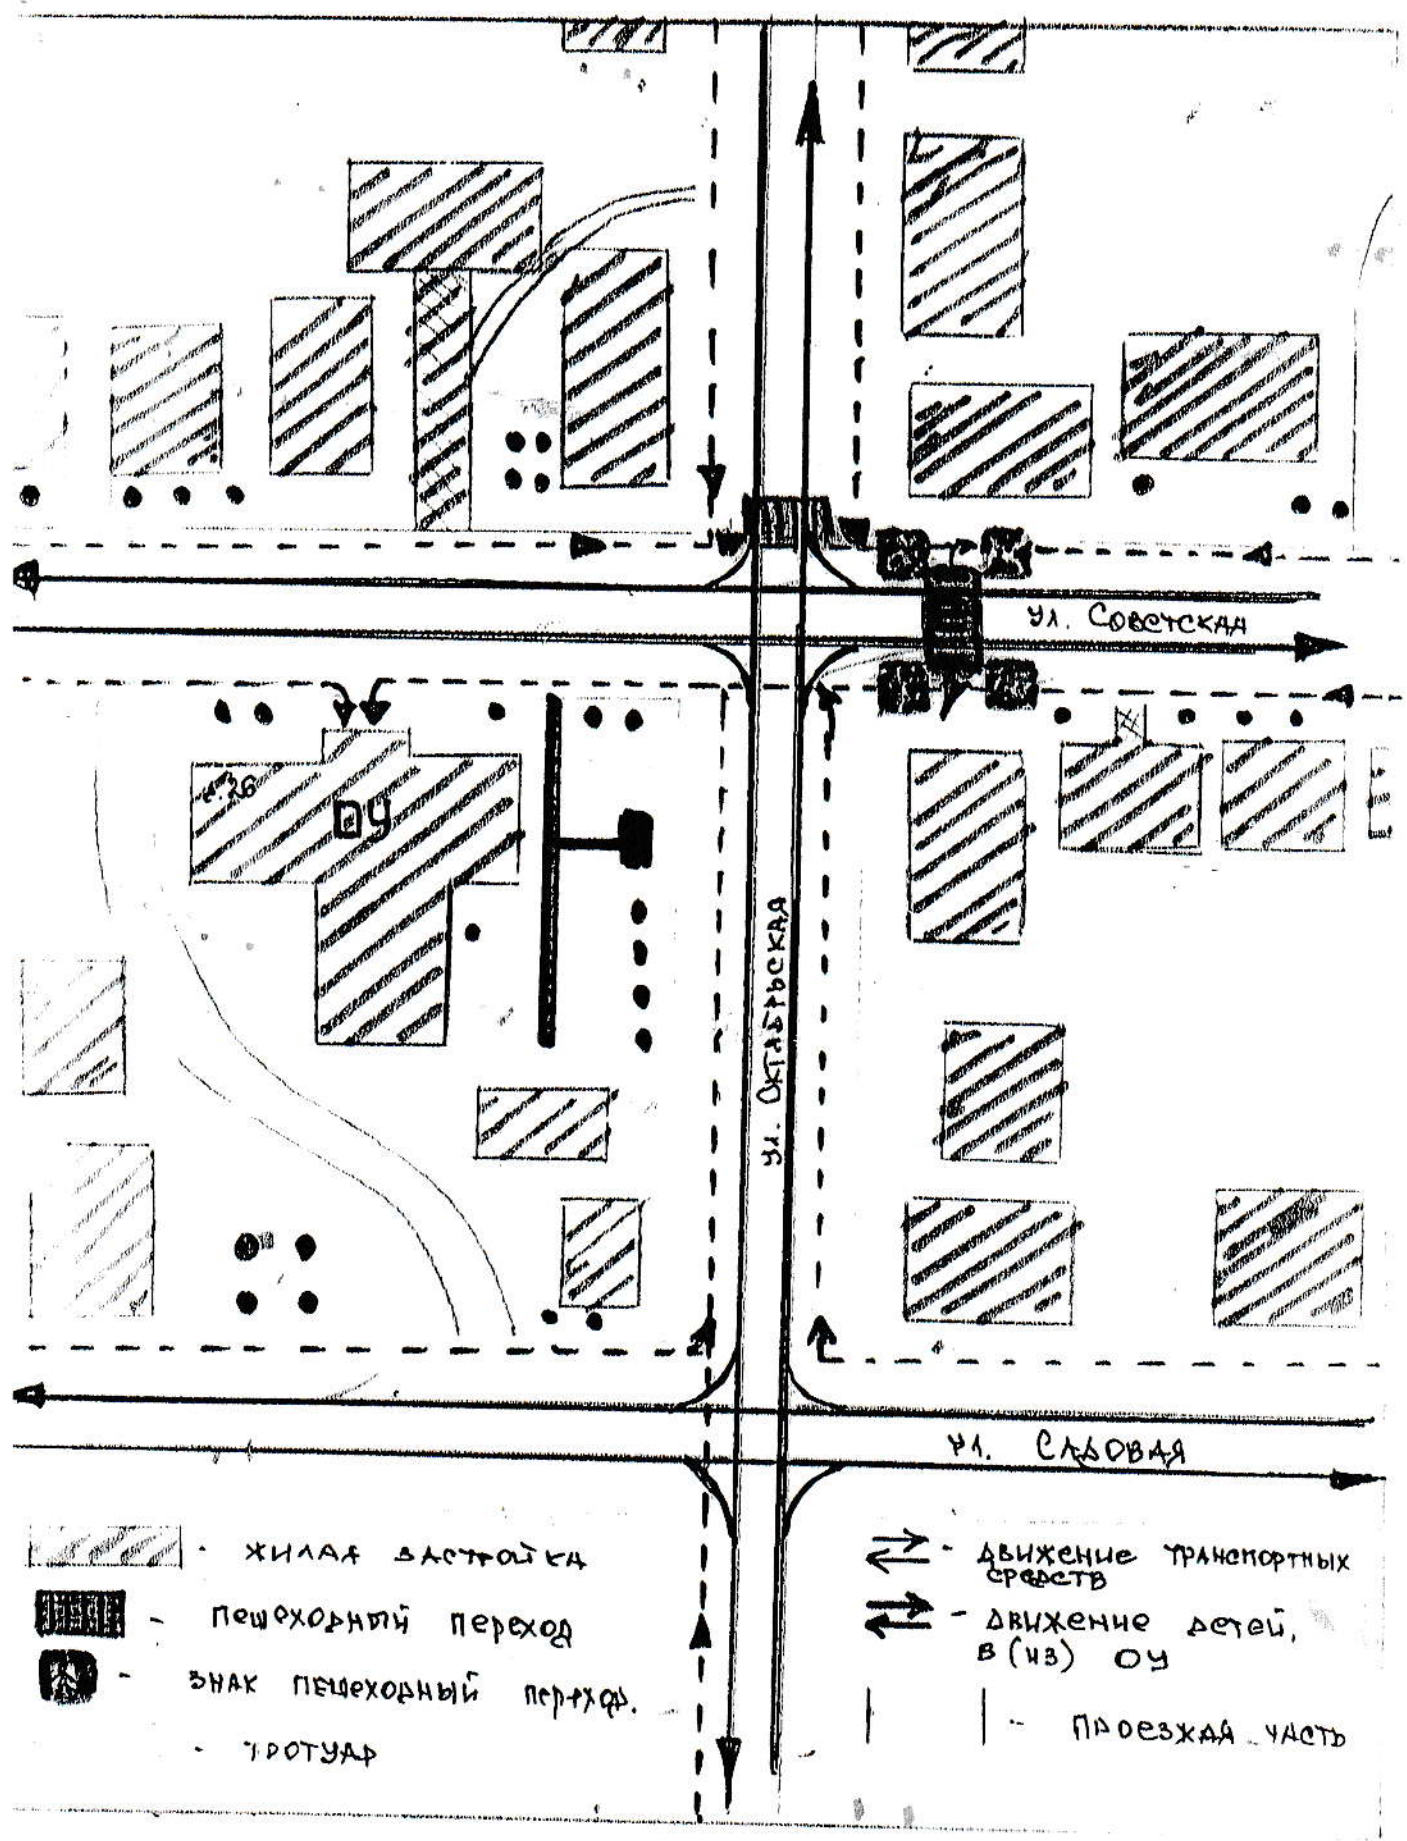 ул. Советская
д. 26
ОУ
ул. Октябрьская
ул. Садовая
- жилая застройка
- пешеходный переход
- знак пешеходный переход.
- тротуар
- движение транспортных
средств
- движение детей,
в (из) ОУ
- проезжая часть